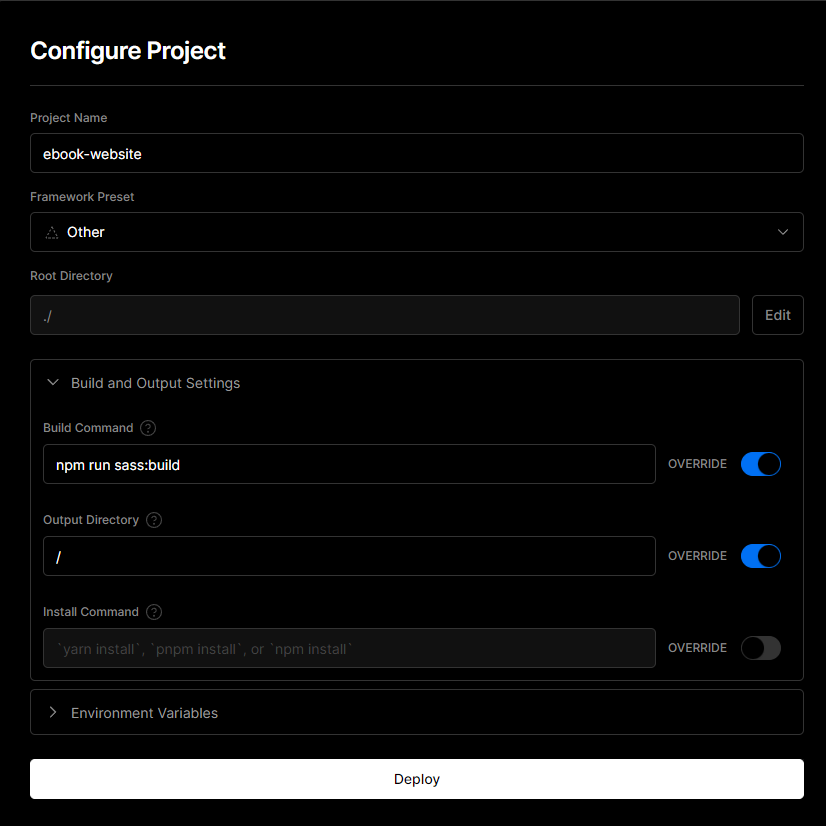 Configure Project
Project Name
ebook-website
Framework Preset
Other
Root Directory
./
Edit
Build and Output Settings
Build Command ?
npm run sass:build
OVERRIDE
Output Directory ?
/
OVERRIDE
Install Command ?
`yarn install`, `pnpm install`, or `npm install`
OVERRIDE
Environment Variables
Deploy